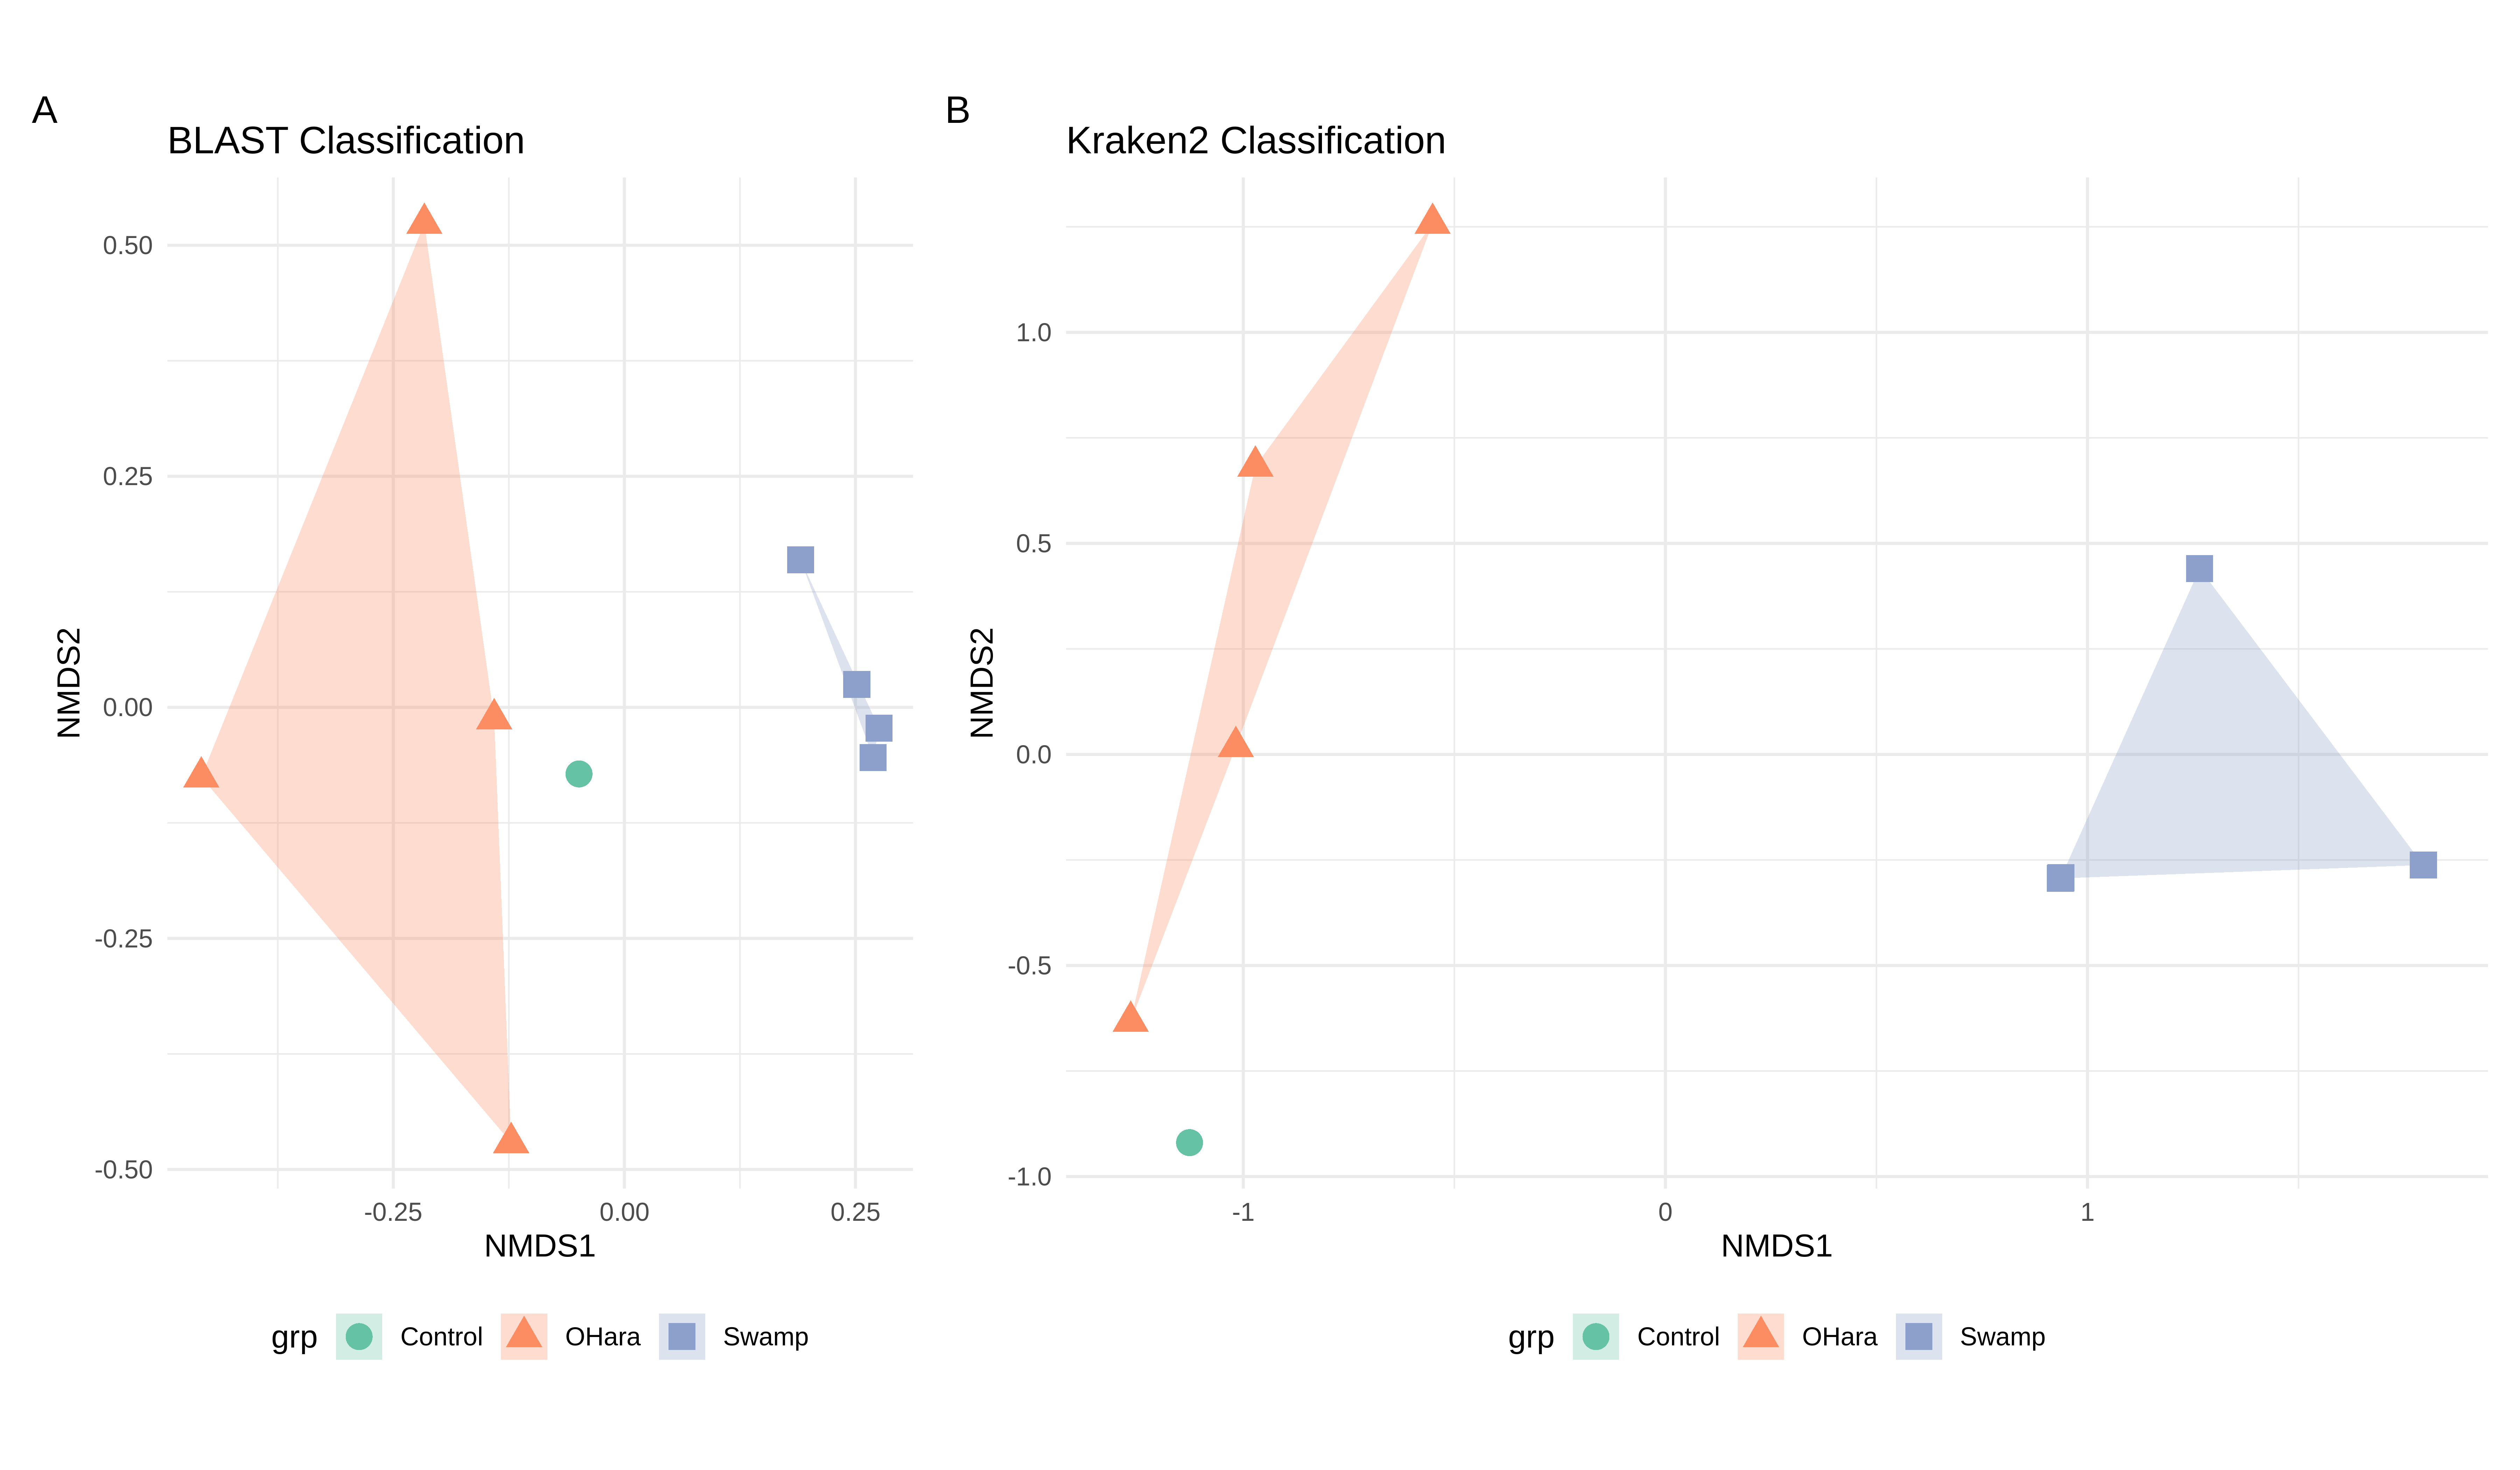 A
BLAST Classification
0.50
0.25
0.00
-0.25
-0.50
NMDS2
-0.25 0.00 0.25
NMDS1
grp Control OHara Swamp
B
Kraken2 Classification
1.0
0.5
0.0
-0.5
-1.0
NMDS2
-1 0 1
NMDS1
grp Control OHara Swamp